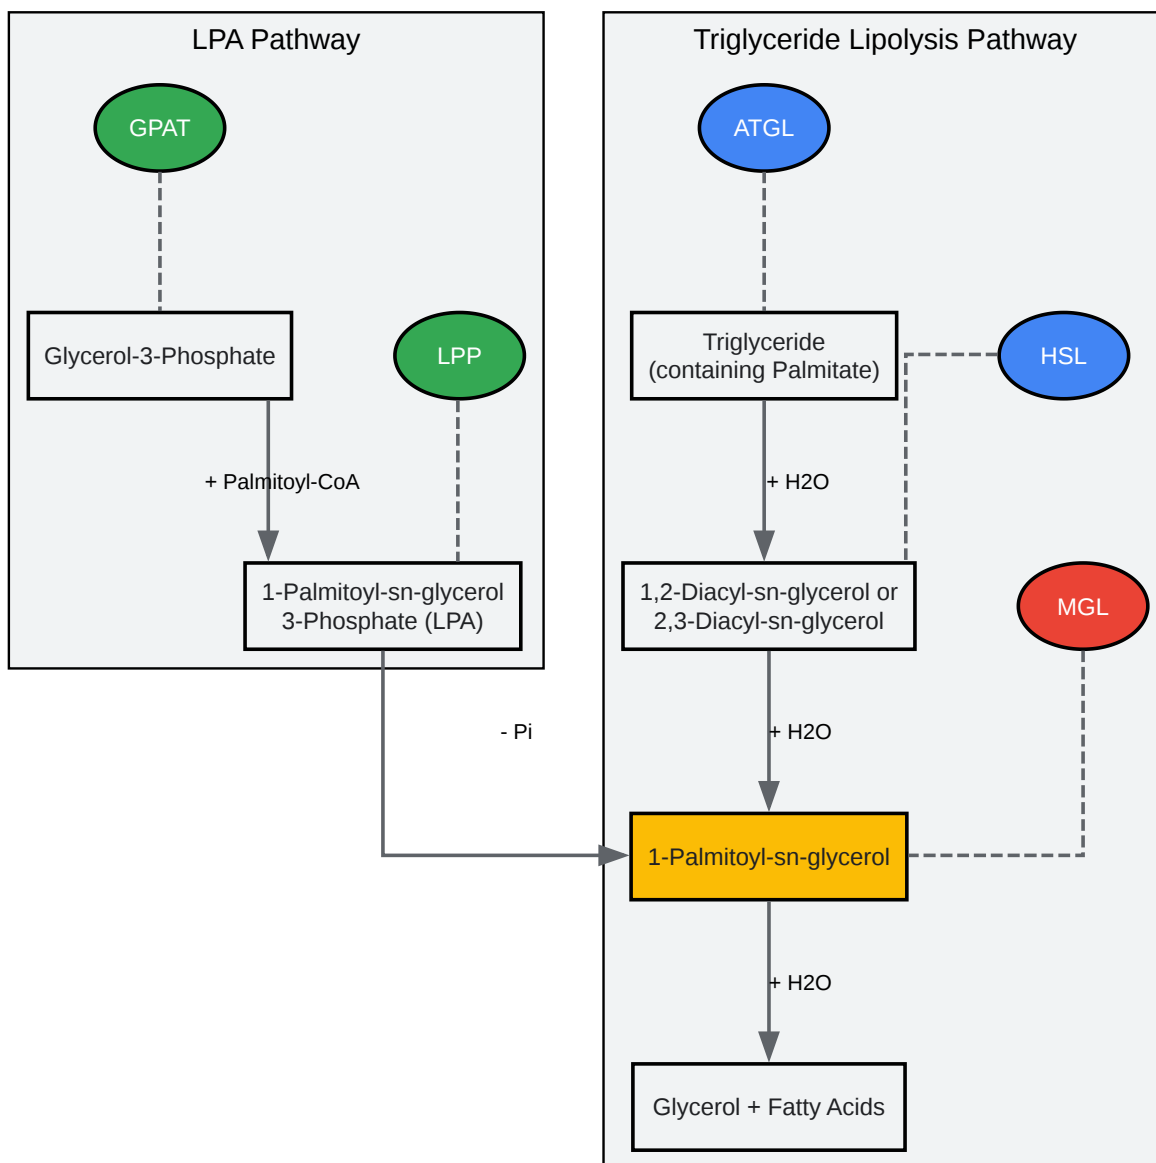 LPA Pathway
GPAT
Glycerol-3-Phosphate
LPP
+ Palmitoyl-CoA
1-Palmitoyl-sn-glycerol
3-Phosphate (LPA)
- Pi
Triglyceride Lipolysis Pathway
ATGL
Triglyceride
(containing Palmitate)
HSL
+ H2O
1,2-Diacyl-sn-glycerol or
2,3-Diacyl-sn-glycerol
MGL
+ H2O
1-Palmitoyl-sn-glycerol
+ H2O
Glycerol + Fatty Acids